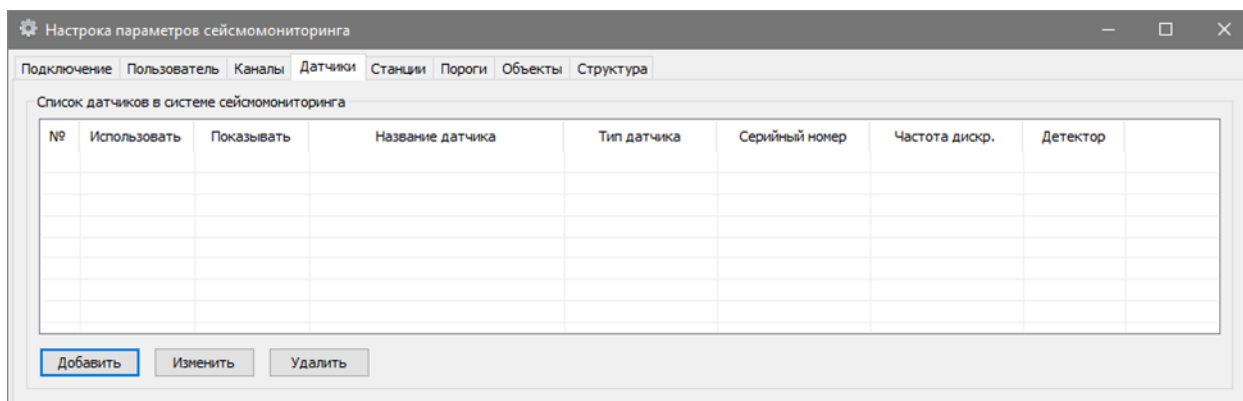 Настрока параметров сейсмомониторинга
Подключение Пользователь Каналы Датчики Станции Пороги Объекты Структура
Список датчиков в системе сейсмомониторинга
№ Использовать Показывать Название датчика Тип датчика Серийный номер Частота дискр. Детектор
Добавить Изменить Удалить